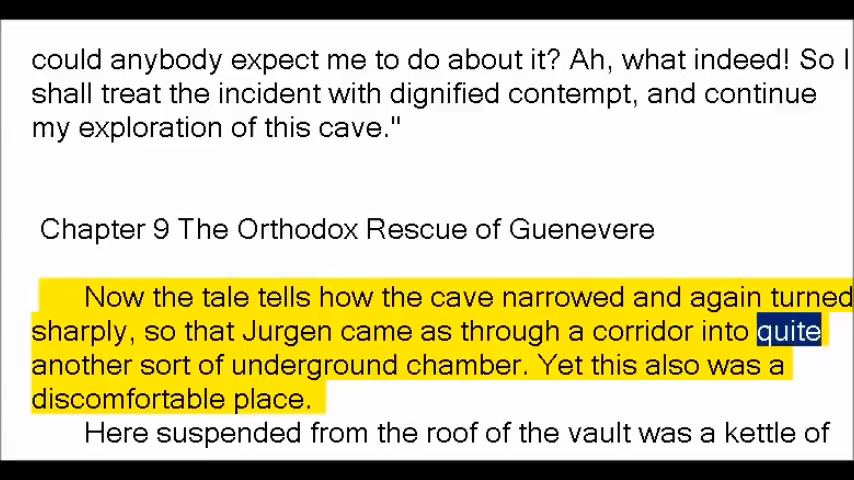 could anybody expect me to do about it? Ah, what indeed! So I
shall treat the incident with dignified contempt, and continue
my exploration of this cave."
Chapter 9 The Orthodox Rescue of Guenevere
Now the tale tells how the cave narrowed and again turned
sharply, so that Jurgen came as through a corridor into quite
another sort of underground chamber. Yet this also was a
discomfortable place.
Here suspended from the roof of the vault was a kettle of